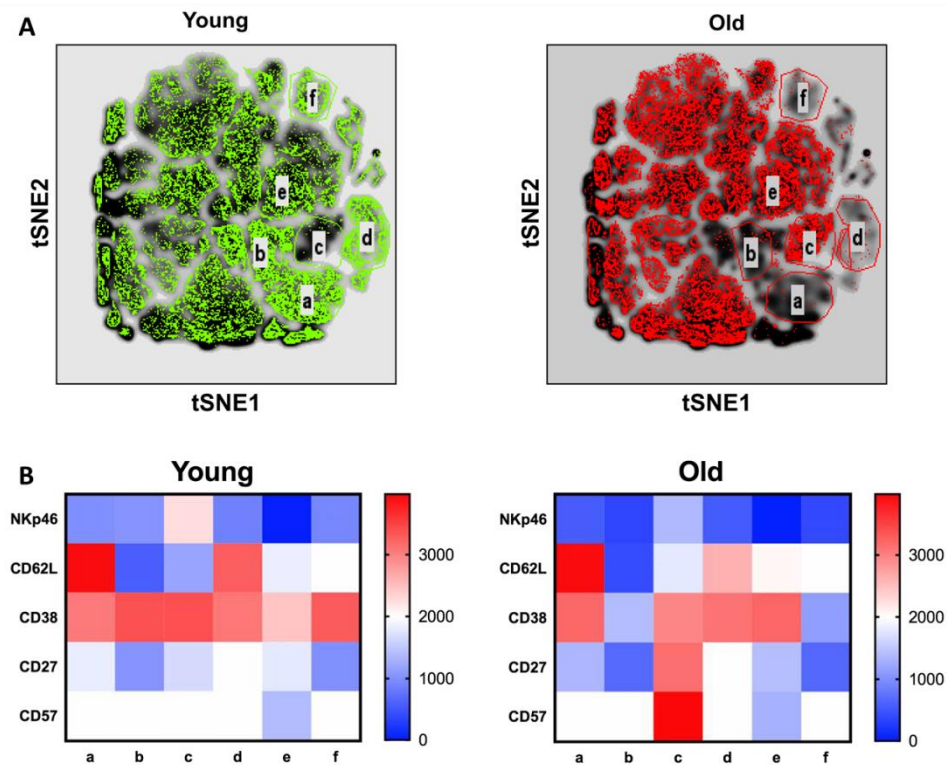 A
Young
Old
f
e
d
c
b
a
tSNE2
tSNE1
f
e
d
c
b
a
tSNE2
tSNE1
B
Young
Old
NKp46
CD62L
CD38
CD27
CD57
a b c d e f
3000
2000
1000
0
NKp46
CD62L
CD38
CD27
CD57
a b c d e f
3000
2000
1000
0